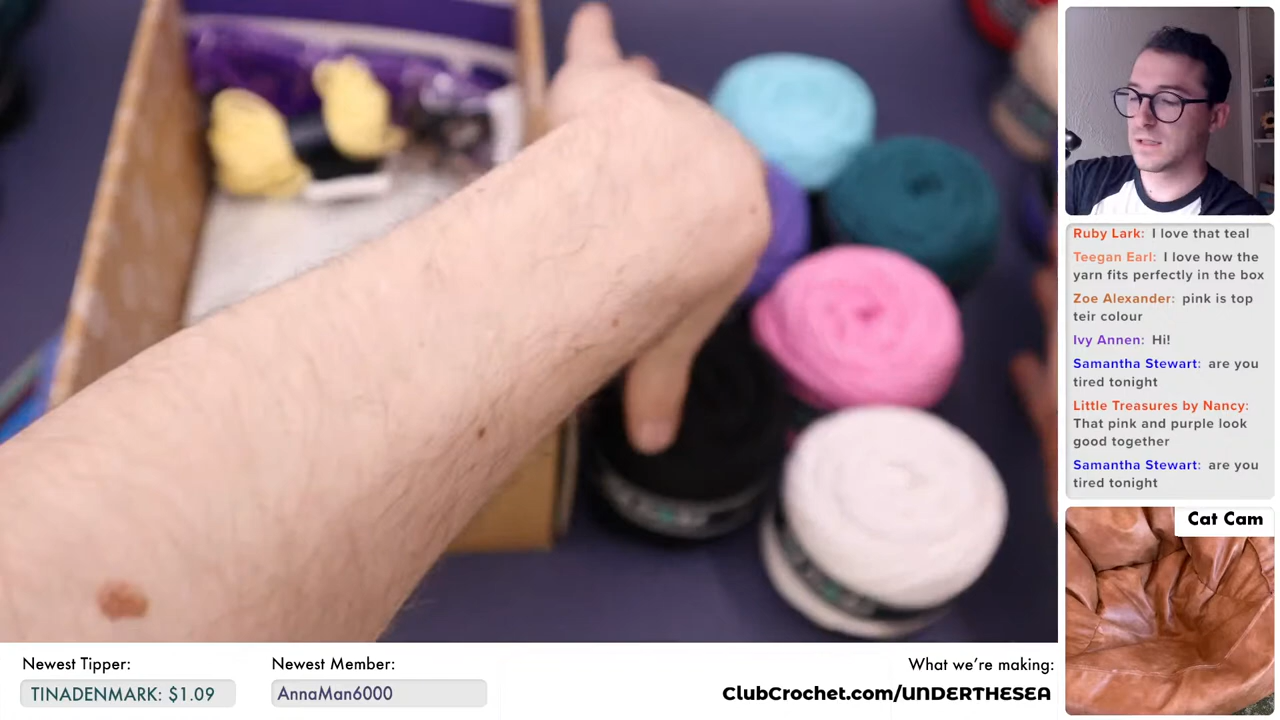 Ruby Lark: I love that teal
Teegan Earl: I love how the
yarn fits perfectly in the box
Zoe Alexander: pink is top
teir colour
Ivy Annen: Hi!
Samantha Stewart: are you
tired tonight
Little Treasures by Nancy:
That pink and purple look
good together
Samantha Stewart: are you
tired tonight
Cat Cam
Newest Tipper:
TINADENMARK: $1.09
Newest Member:
AnnaMan6000
What we're making:
ClubCrochet.com/UNDERTHESEA